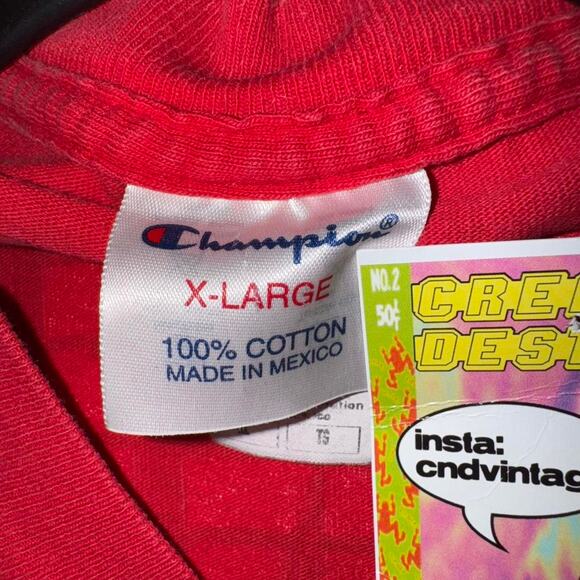 Champion®
X-LARGE
100% COTTON
MADE IN MEXICO
TG
NO.2
50¢
CRE
DEST
insta:
cndvintag